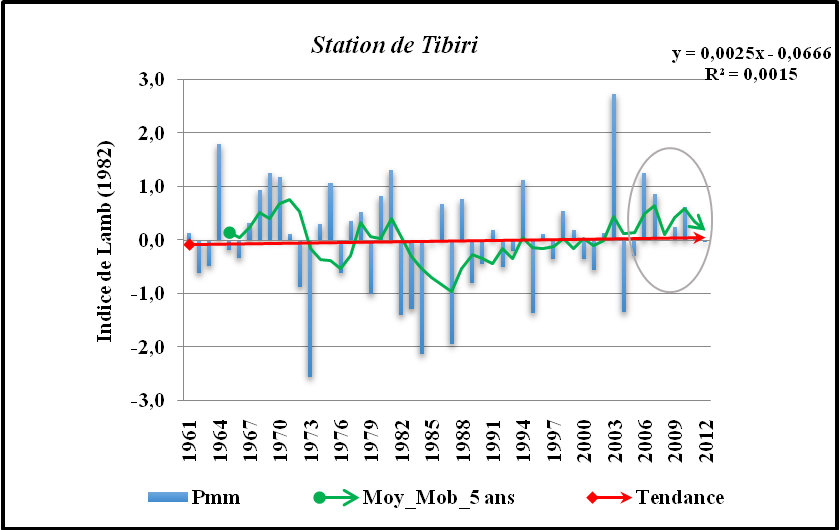 Station de Tibiri
y = 0,0025x - 0,0666
R² = 0,0015
Indice de Lamb (1982)
3,0
2,0
1,0
0,0
-1,0
-2,0
-3,0
1961 1964 1967 1970 1973 1976 1979 1982 1985 1988 1991 1994 1997 2000 2003 2006 2009 2012
Pmm Moy_Mob_5 ans Tendance